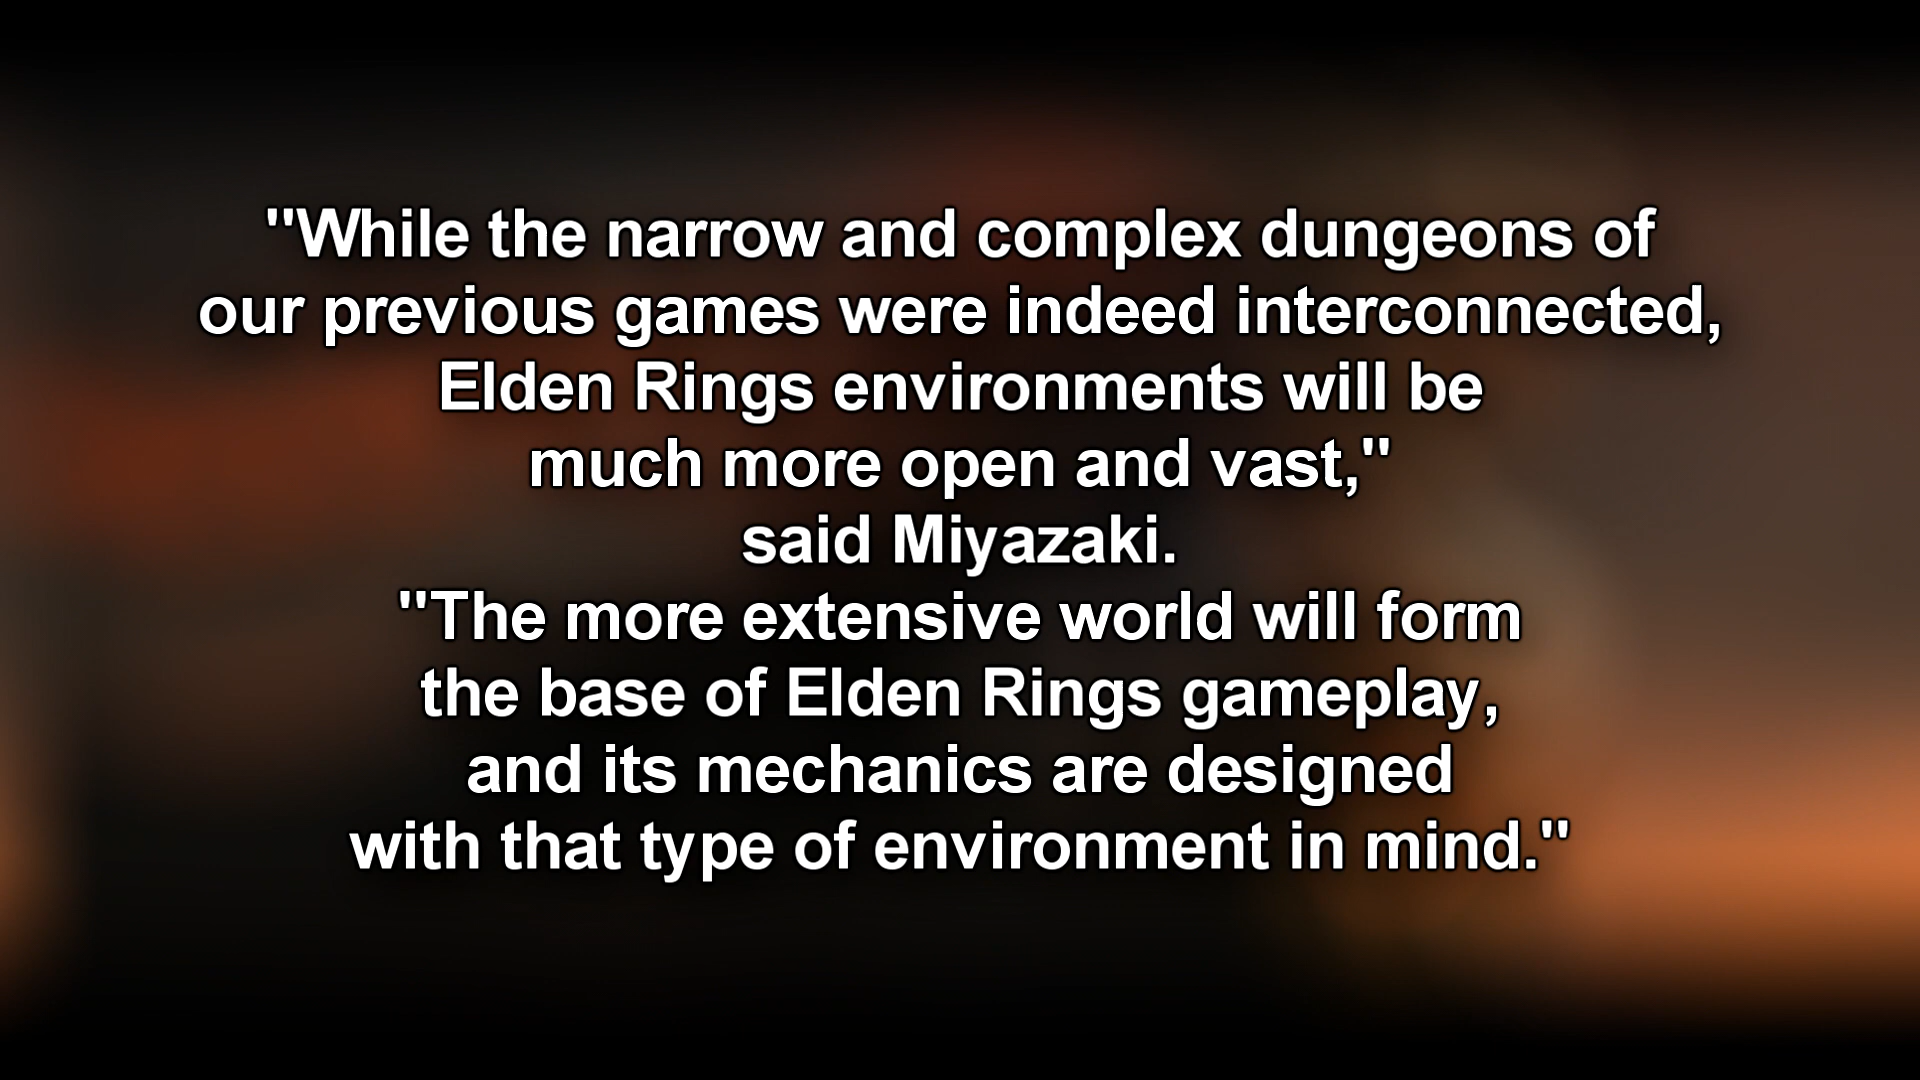 "While the narrow and complex dungeons of
our previous games were indeed interconnected,
Elden Rings environments will be
much more open and vast,"
said Miyazaki.
"The more extensive world will form
the base of Elden Rings gameplay,
and its mechanics are designed
with that type of environment in mind."